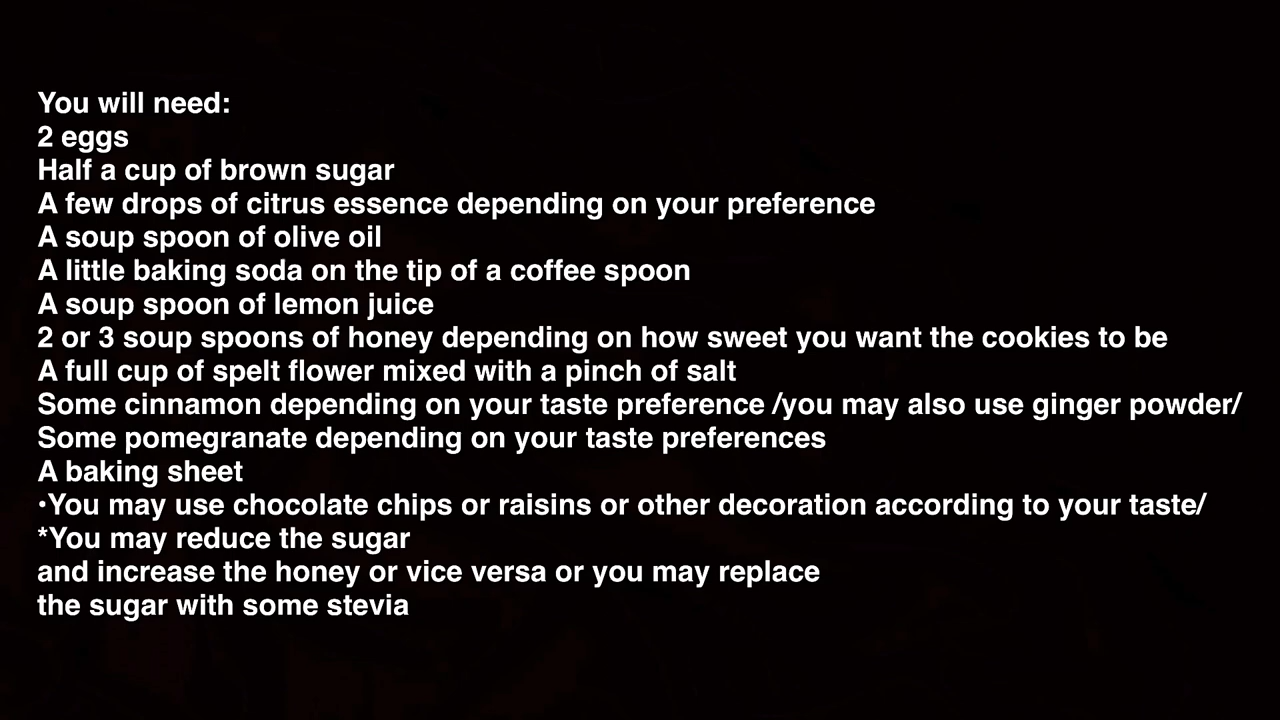 You will need:
2 eggs
Half a cup of brown sugar
A few drops of citrus essence depending on your preference
A soup spoon of olive oil
A little baking soda on the tip of a coffee spoon
A soup spoon of lemon juice
2 or 3 soup spoons of honey depending on how sweet you want the cookies to be
A full cup of spelt flower mixed with a pinch of salt
Some cinnamon depending on your taste preference /you may also use ginger powder/
Some pomegranate depending on your taste preferences
A baking sheet
•You may use chocolate chips or raisins or other decoration according to your taste/
*You may reduce the sugar
and increase the honey or vice versa or you may replace
the sugar with some stevia